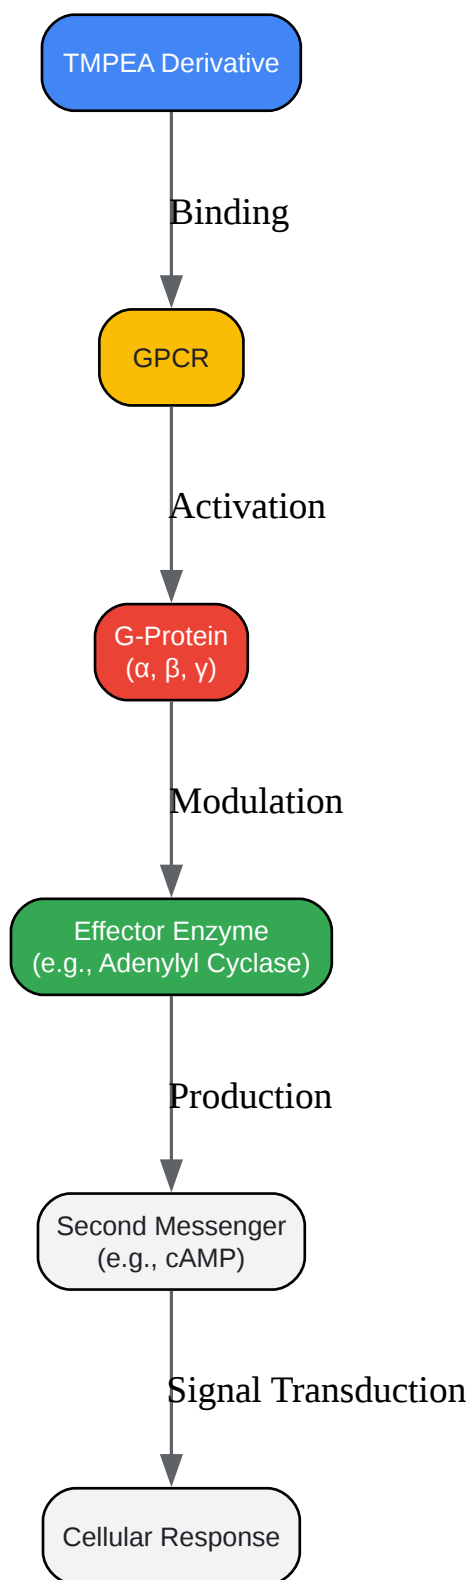 TMPEA Derivative
Binding
GPCR
Activation
G-Protein
(α, β, γ)
Modulation
Effector Enzyme
(e.g., Adenylyl Cyclase)
Production
Second Messenger
(e.g., cAMP)
Signal Transduction
Cellular Response